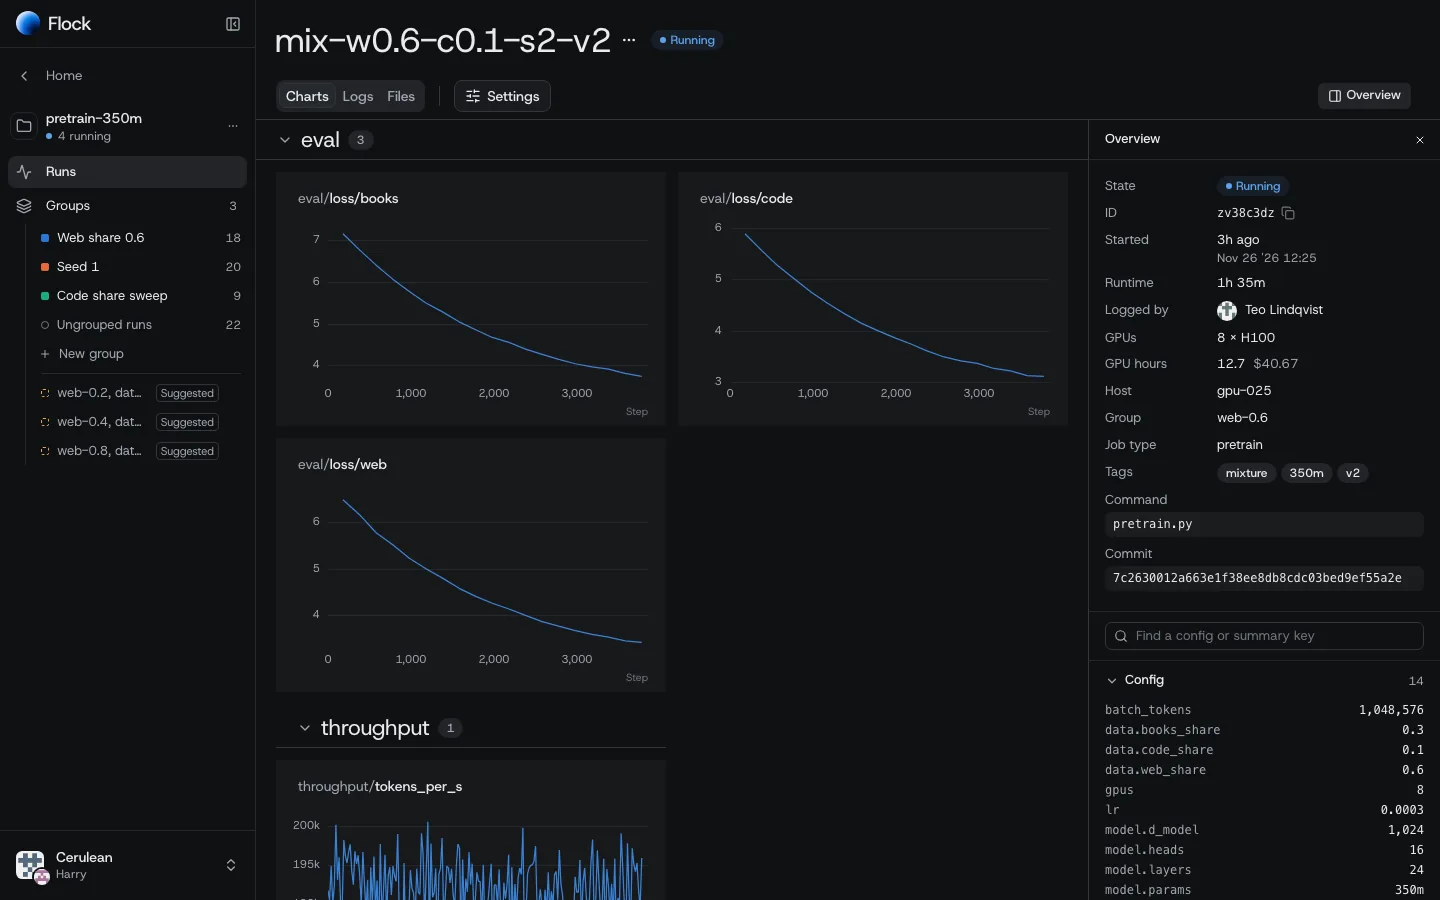 Flock
Home
pretrain-350m
4 running
Runs
Groups 3
Web share 0.6 18
Seed 1 20
Code share sweep 9
Ungrouped runs 22
New group
web-0.2, dat... Suggested
web-0.4, dat... Suggested
web-0.8, dat... Suggested
Cerulean
Harry
mix-w0.6-c0.1-s2-v2 ... Running
Charts Logs Files Settings Overview
eval 3
eval/loss/books
7
6
5
4
0 1,000 2,000 3,000
Step
eval/loss/code
6
5
4
3
0 1,000 2,000 3,000
Step
eval/loss/web
6
5
4
0 1,000 2,000 3,000
Step
throughput 1
throughput/tokens_per_s
200k
195k
Overview
State Running
ID zv38c3dz
Started 3h ago
Nov 26 '26 12:25
Runtime 1h 35m
Logged by Teo Lindqvist
GPUs 8 × H100
GPU hours 12.7 $40.67
Host gpu-025
Group web-0.6
Job type pretrain
Tags mixture 350m v2
Command
pretrain.py
Commit
7c2630012a663e1f38ee8db8cdc03bed9ef55a2e
Find a config or summary key
Config 14
batch_tokens 1,048,576
data.books_share 0.3
data.code_share 0.1
data.web_share 0.6
gpus 8
lr 0.0003
model.d_model 1,024
model.heads 16
model.layers 24
model.params 350m